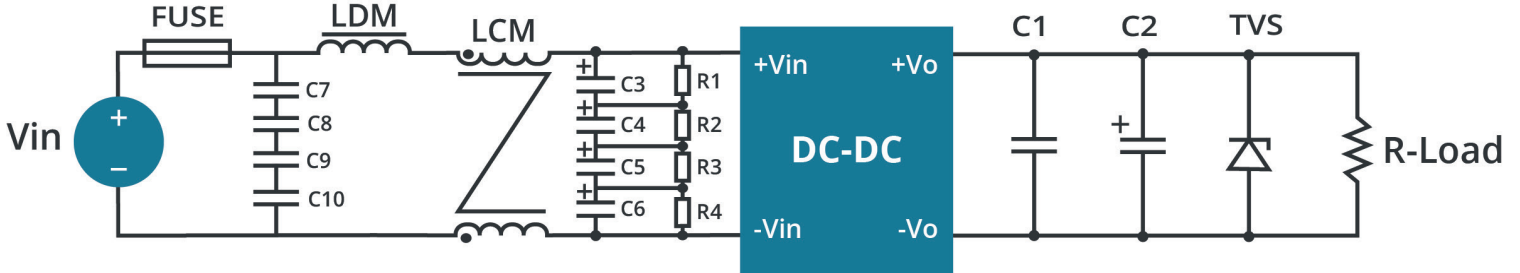 FUSE
LDM
LCM
C1
C2
TVS
Vin
+
−
C7
C8
C9
C10
+
C3
+
C4
+
C5
+
C6
R1
R2
R3
R4
+Vin
+Vo
DC-DC
-Vin
-Vo
+
R-Load